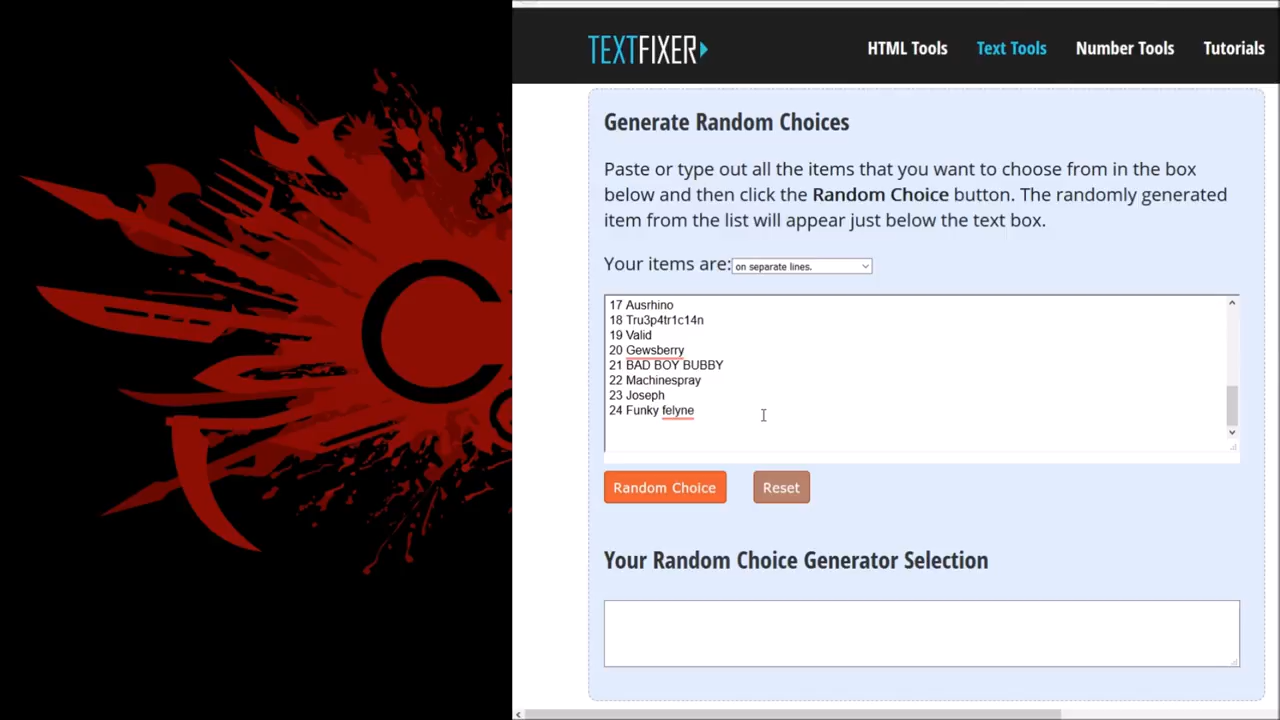 TEXTFIXER
HTML Tools
Text Tools
Number Tools
Tutorials
Generate Random Choices
Paste or type out all the items that you want to choose from in the box
below and then click the Random Choice button. The randomly generated
item from the list will appear just below the text box.
Your items are: on separate lines.
17 Ausrhino
18 Tru3p4tr1c14n
19 Valid
20 Gewsberry
21 BAD BOY BUBBY
22 Machinespray
23 Joseph
24 Funky felyne
Random Choice
Reset
Your Random Choice Generator Selection